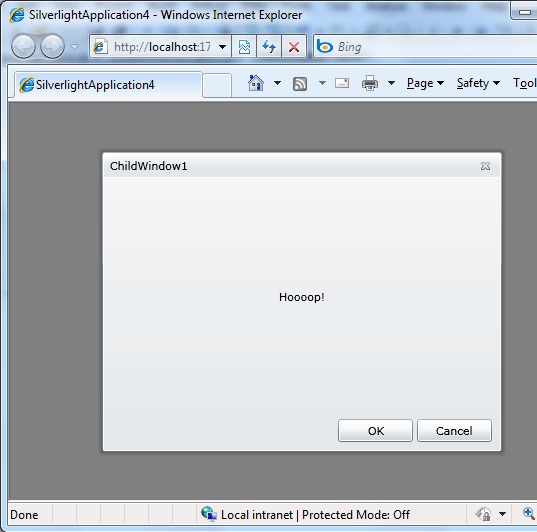 SilverlightApplication4 - Windows Internet Explorer
http://localhost:17
Bing
SilverlightApplication4
Page
Safety
Tool
ChildWindow1
Hoooop!
OK
Cancel
Done
Local intranet | Protected Mode: Off